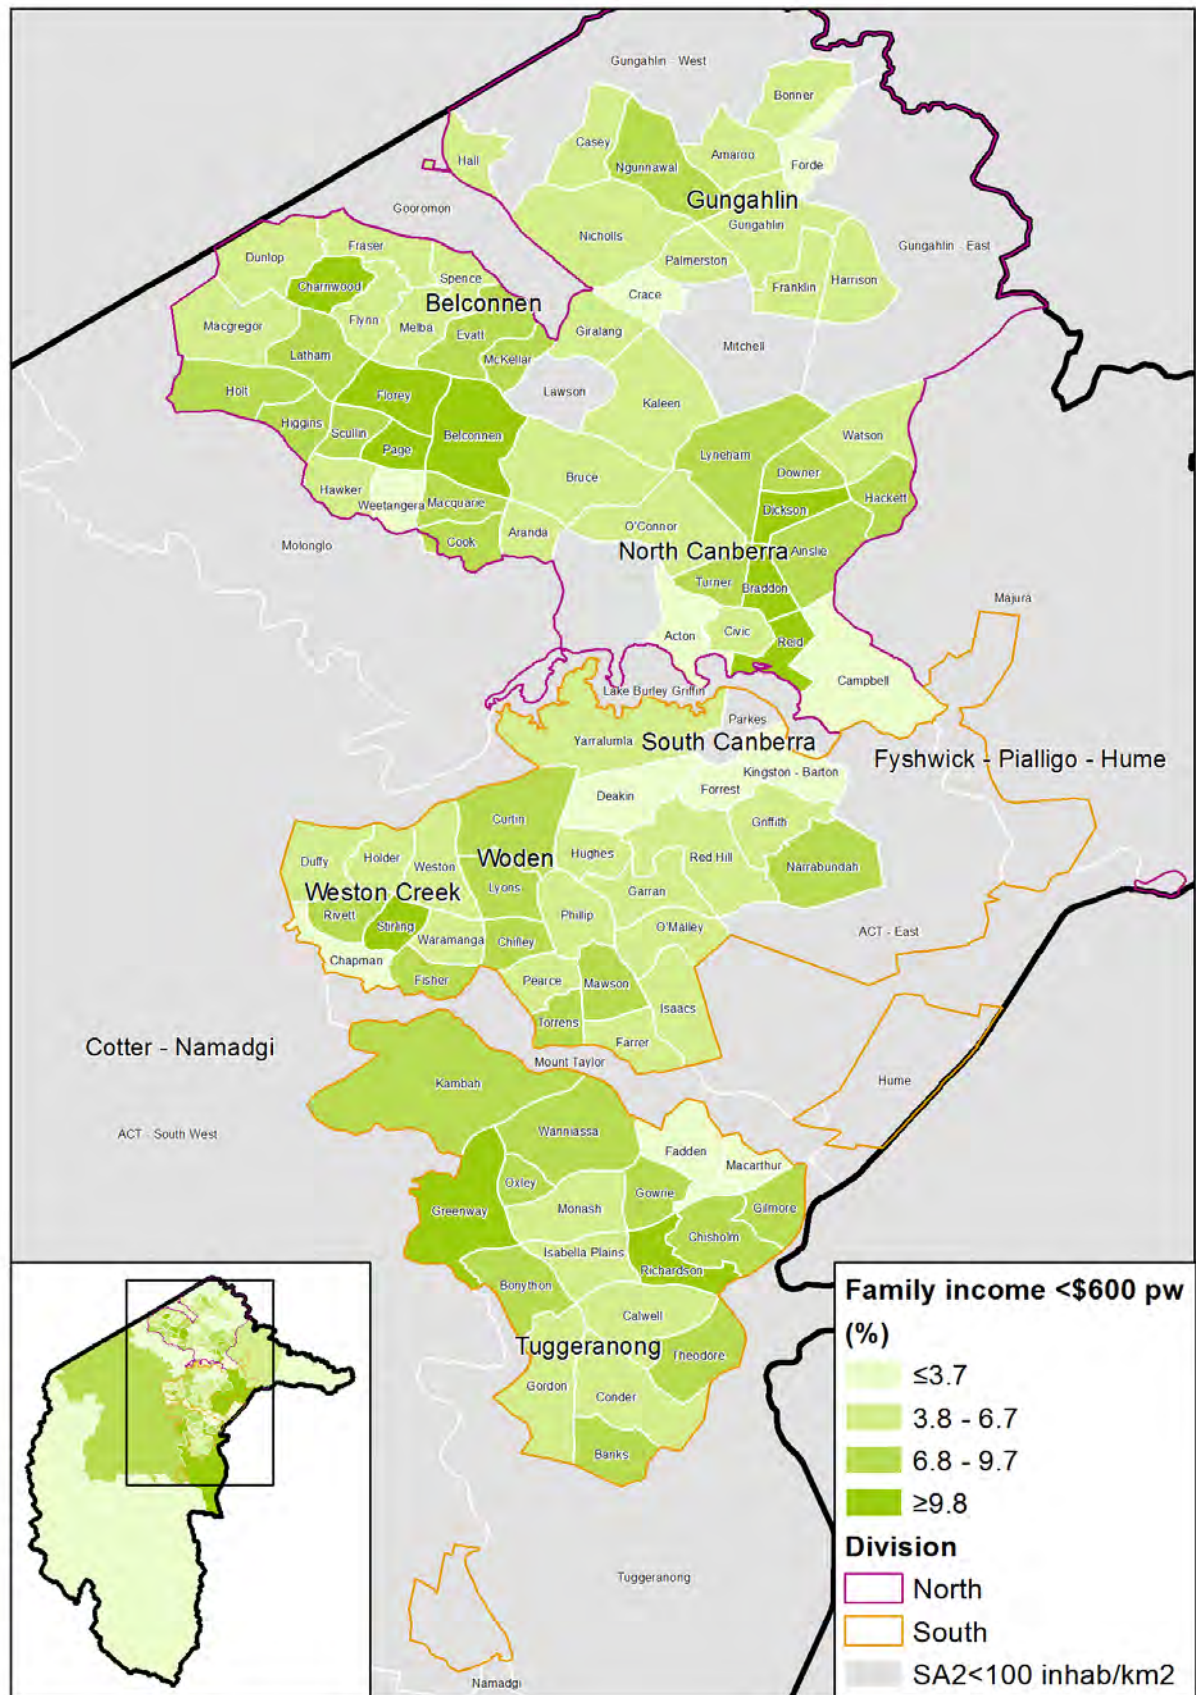 Gungahlin - West
Bonner
Casey
Amaroo
Hall
Ngunnawal
Forde
Gungahlin
Gooromon
Gungahlin
Nicholls
Gungahlin - East
Fraser
Dunlop
Palmerston
Spence
Harrison
Charnwood
Franklin
Crace
Belconnen
Flynn
Macgregor
Melba
Evatt
Giralang
Mitchell
Latham
McKellar
Holt
Florey
Lawson
Kaleen
Higgins
Scullin
Belconnen
Watson
Page
Lyneham
Downer
Bruce
Hawker
Weetangera
Macquarie
Hackett
Dickson
O'Connor
Aranda
Cook
Molonglo
North Canberra
Ainslie
Turner
Braddon
Majura
Acton
Civic
Reid
Campbell
Lake Burley Griffin
Parkes
Yarralumla
South Canberra
Fyshwick - Pialligo - Hume
Kingston - Barton
Deakin
Forrest
Curtin
Griffith
Hughes
Woden
Red Hill
Duffy
Holder
Weston
Narrabundah
Weston Creek
Lyons
Garran
Rivett
Phillip
Stirling
O'Malley
ACT - East
Waramanga
Chifley
Chapman
Fisher
Pearce
Mawson
Isaacs
Torrens
Farrer
Cotter - Namadgi
Mount Taylor
Kambah
Hume
ACT - South West
Wanniassa
Fadden
Macarthur
Oxley
Gowrie
Greenway
Monash
Gilmore
Chisholm
Isabella Plains
Richardson
Bonython
Calwell
Tuggeranong
Theodore
Gordon
Conder
Banks
Tuggeranong
Namadgi
Family income <$600 pw
(%)
≤3.7
3.8 - 6.7
6.8 - 9.7
≥9.8
Division
North
South
SA2<100 inhab/km2